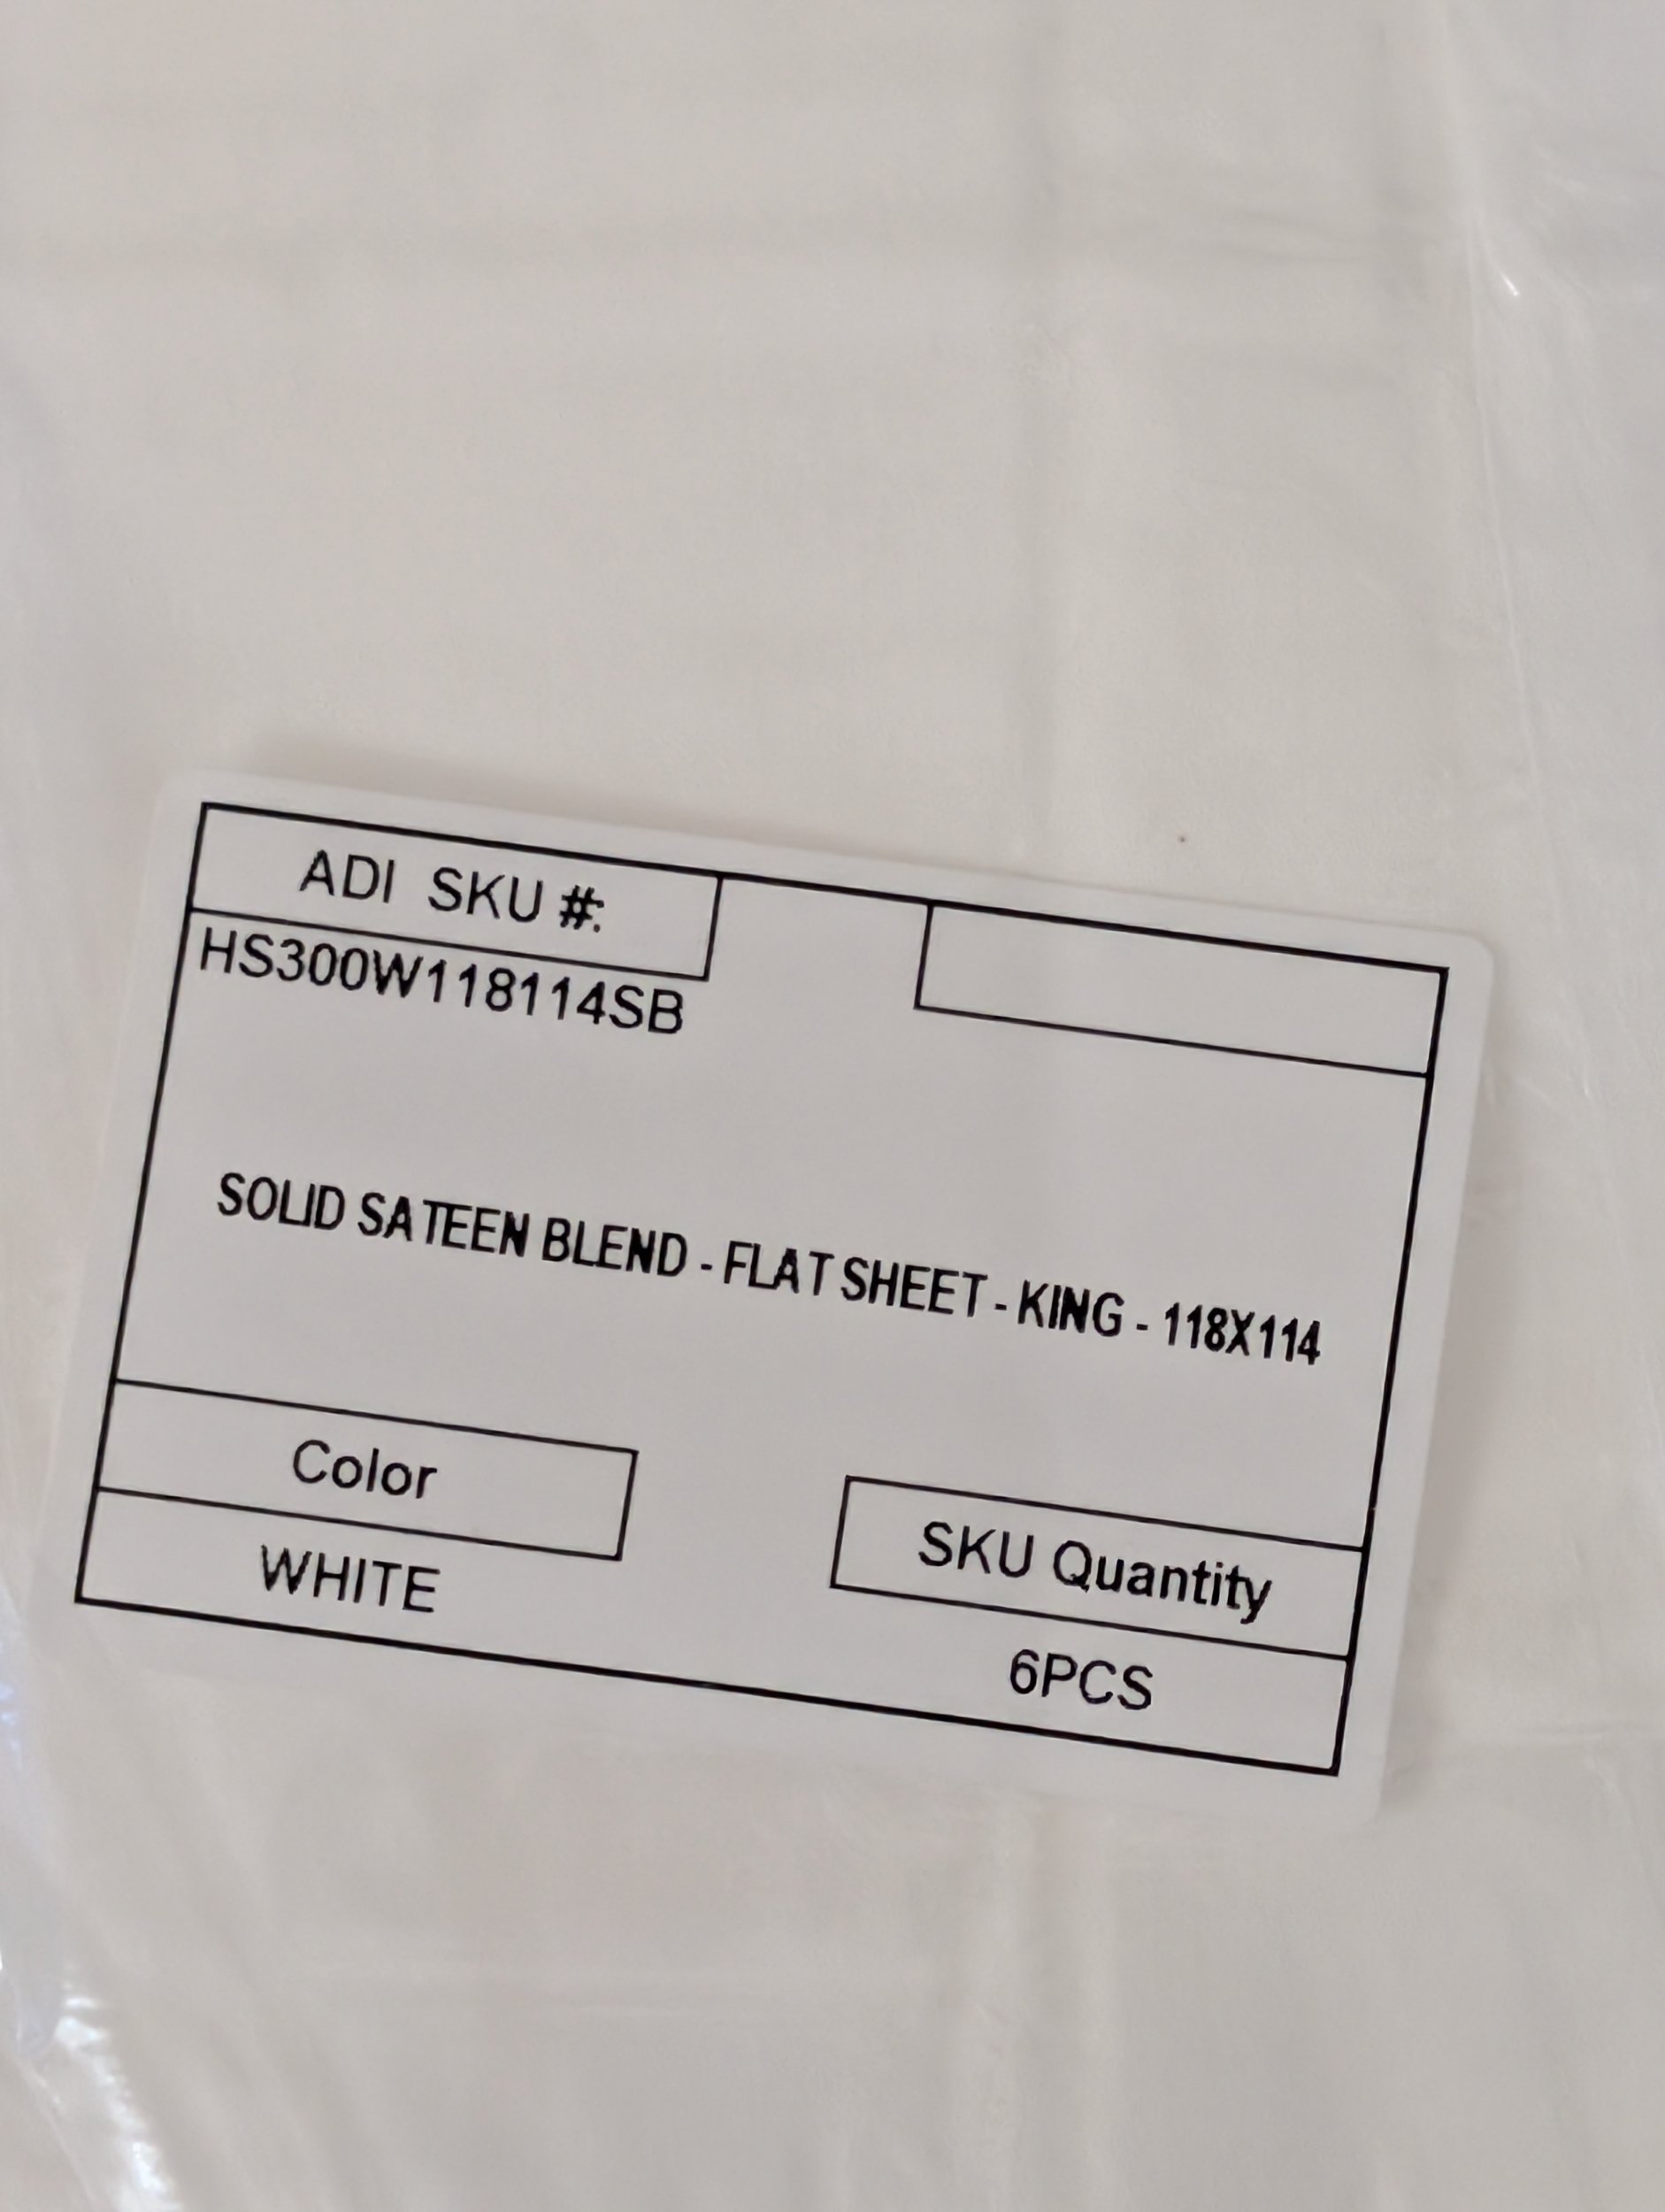 ADI SKU #:
HS300W118114SB
SOLID SATEEN BLEND - FLAT SHEET - KING - 118X114
Color
SKU Quantity
WHITE
6PCS